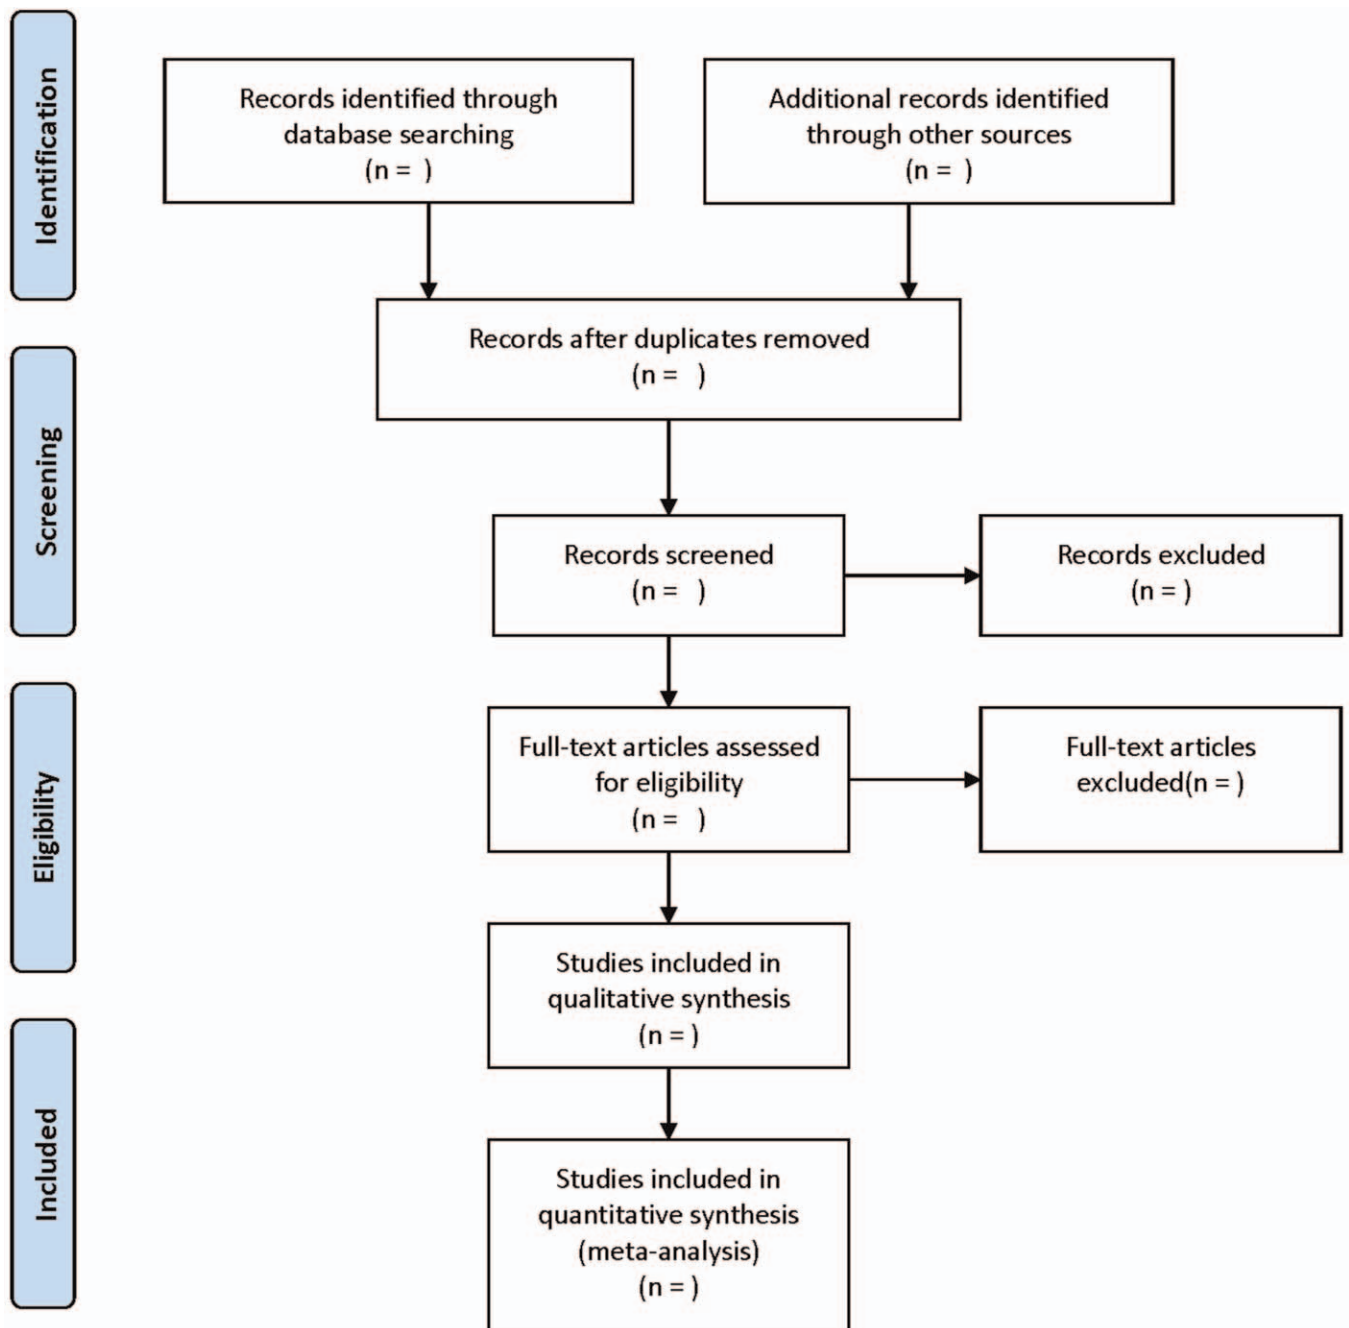 Identification
Records identified through
database searching
(n =  )
Additional records identified
through other sources
(n =  )
Records after duplicates removed
(n =   )
Screening
Records screened
(n =   )
Records excluded
(n = )
Eligibility
Full-text articles assessed
for eligibility
(n =   )
Full-text articles
excluded(n = )
Studies included in
qualitative synthesis
(n = )
Included
Studies included in
quantitative synthesis
(meta-analysis)
(n = )